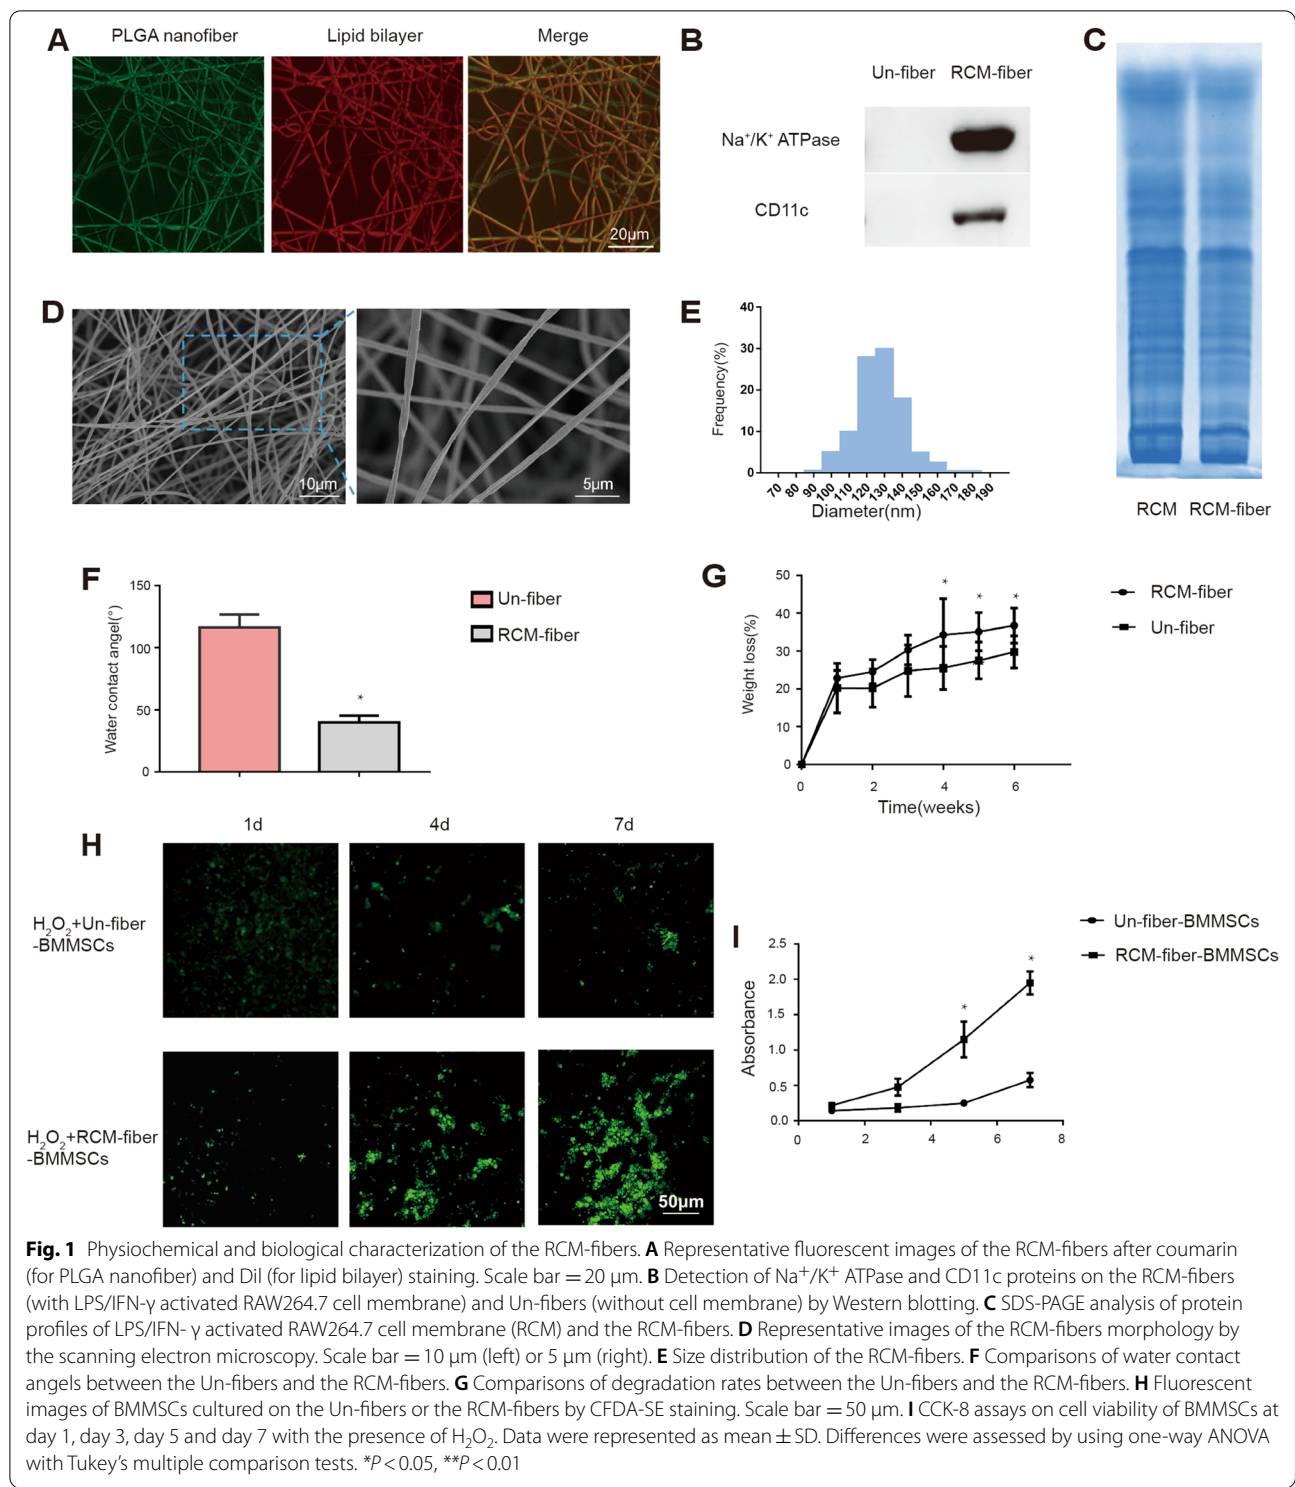 A
PLGA nanofiber
Lipid bilayer
Merge
20μm
B
Un-fiber
RCM-fiber
Na⁺/K⁺ ATPase
CD11c
C
RCM
RCM-fiber
D
10μm
5μm
E
Frequency(%)
40
30
20
10
0
70
80
90
100
110
120
130
140
150
160
170
180
190
Diameter(nm)
F
Water contact angel(°)
150
100
50
0
*
Un-fiber
RCM-fiber
G
Weight loss(%)
50
40
30
20
10
0
*
*
*
0
2
4
6
Time(weeks)
RCM-fiber
Un-fiber
H
1d
4d
7d
H₂O₂+Un-fiber
-BMMSCs
H₂O₂+RCM-fiber
-BMMSCs
50μm
I
Absorbance
2.5
2.0
1.5
1.0
0.5
0.0
*
*
0
2
4
6
8
Un-fiber-BMMSCs
RCM-fiber-BMMSCs
Fig. 1 Physiochemical and biological characterization of the RCM-fibers. A Representative fluorescent images of the RCM-fibers after coumarin
(for PLGA nanofiber) and Dil (for lipid bilayer) staining. Scale bar = 20 μm. B Detection of Na⁺/K⁺ ATPase and CD11c proteins on the RCM-fibers
(with LPS/IFN-γ activated RAW264.7 cell membrane) and Un-fibers (without cell membrane) by Western blotting. C SDS-PAGE analysis of protein
profiles of LPS/IFN- γ activated RAW264.7 cell membrane (RCM) and the RCM-fibers. D Representative images of the RCM-fibers morphology by
the scanning electron microscopy. Scale bar = 10 μm (left) or 5 μm (right). E Size distribution of the RCM-fibers. F Comparisons of water contact
angels between the Un-fibers and the RCM-fibers. G Comparisons of degradation rates between the Un-fibers and the RCM-fibers. H Fluorescent
images of BMMSCs cultured on the Un-fibers or the RCM-fibers by CFDA-SE staining. Scale bar = 50 μm. I CCK-8 assays on cell viability of BMMSCs at
day 1, day 3, day 5 and day 7 with the presence of H₂O₂. Data were represented as mean ± SD. Differences were assessed by using one-way ANOVA
with Tukey's multiple comparison tests. *P < 0.05, **P < 0.01